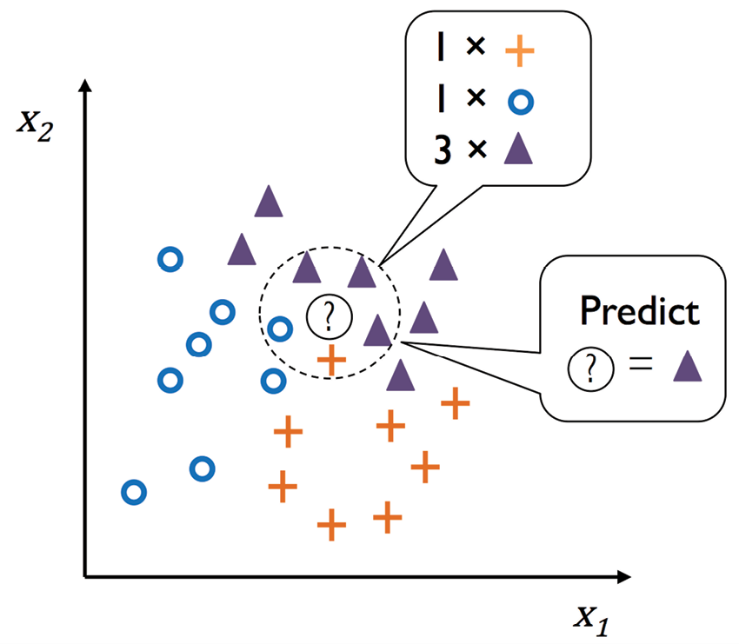 1 ×
1 ×
3 ×
x₂
?
Predict
? =
x₁